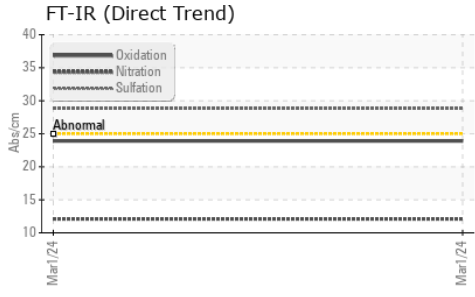 FT-IR (Direct Trend)
Oxidation
Nitration
Sulfation
Abnormal
Abs/cm
40
35
30
25
20
15
10
Mar1/24
Mar1/24